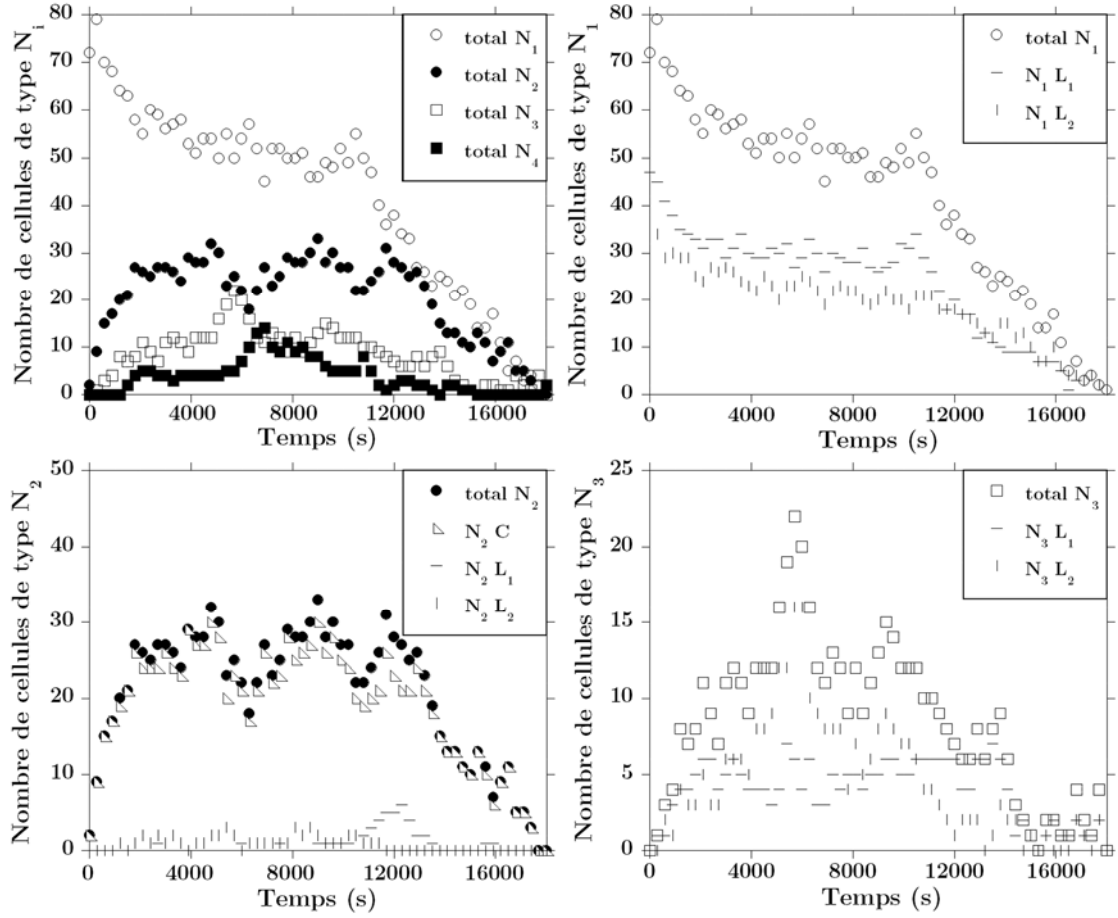 Nombre de cellules de type N_i
80
70
60
50
40
30
20
10
0
total N_1
total N_2
total N_3
total N_4
0 4000 8000 12000 16000
Temps (s)
Nombre de cellules de type N_1
80
70
60
50
40
30
20
10
0
total N_1
N_1 L_1
N_1 L_2
0 4000 8000 12000 16000
Temps (s)
Nombre de cellules de type N_2
50
40
30
20
10
0
total N_2
N_2 C
N_2 L_1
N_2 L_2
0 4000 8000 12000 16000
Temps (s)
Nombre de cellules de type N_3
25
20
15
10
5
0
total N_3
N_3 L_1
N_3 L_2
0 4000 8000 12000 16000
Temps (s)